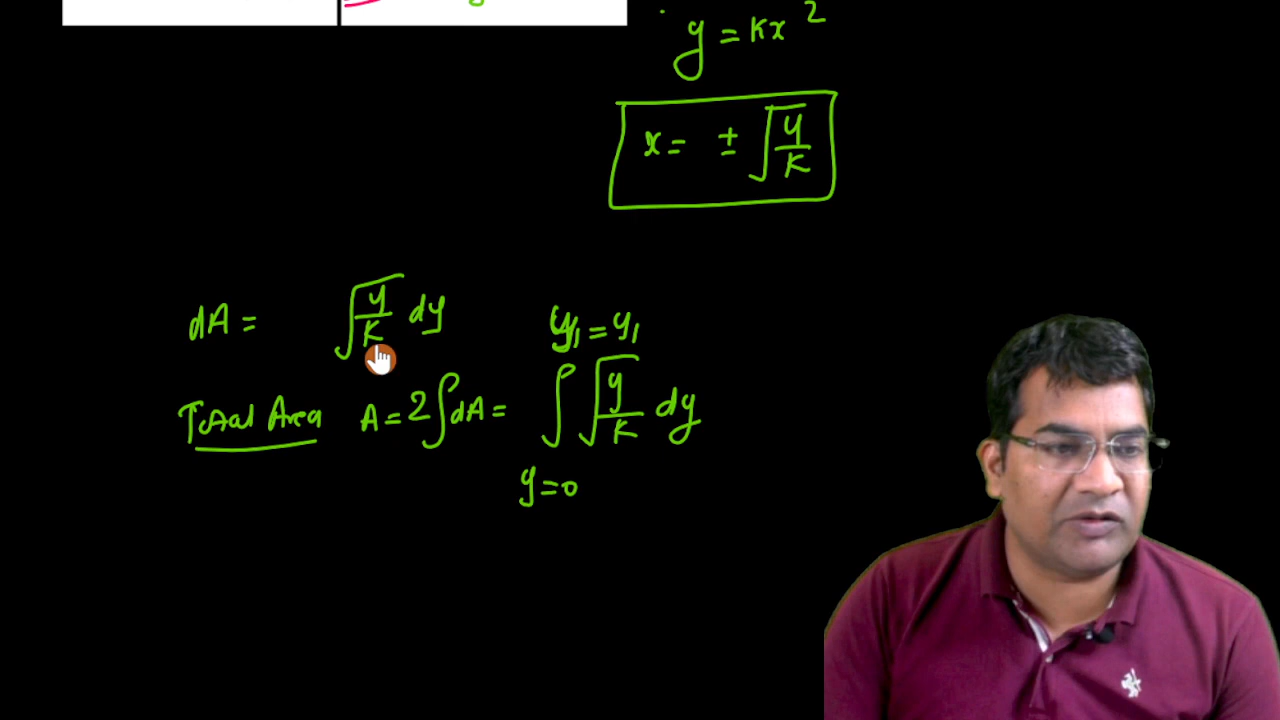 y = kx²
x = ± √(y/k)
dA = √(y/k) dy
y₁ = y₁
Total Area A = 2∫dA = ∫ √(y/k) dy
y=0